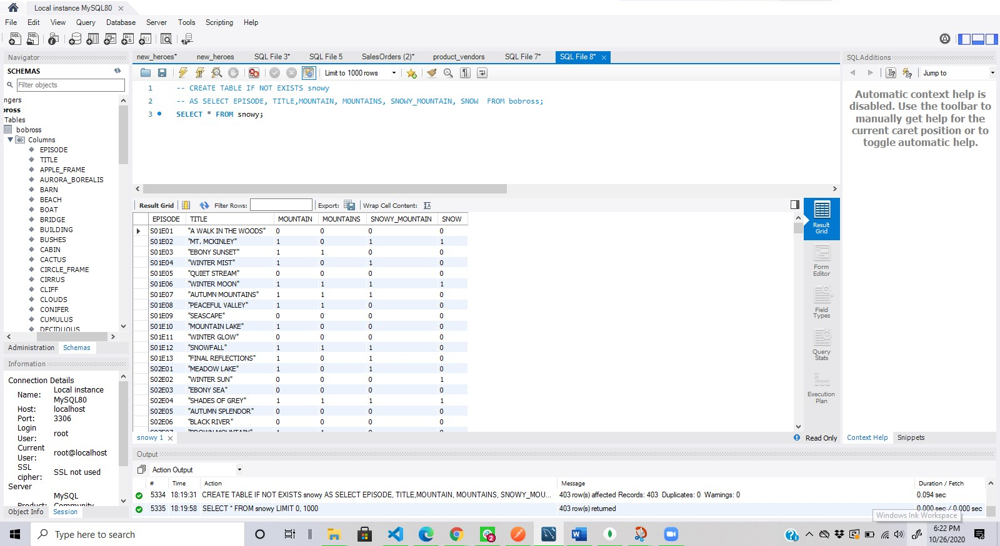 Local instance MySQL80
File Edit View Query Database Server Tools Scripting Help
Navigator
SCHEMAS
Filter objects
ngers
bross
Tables
bobross
Columns
EPISODE
TITLE
APPLE_FRAME
AURORA_BOREALIS
BARN
BEACH
BOAT
BRIDGE
BUILDING
BUSHES
CABIN
CACTUS
CIRCLE_FRAME
CIRRUS
CLIFF
CLOUDS
CONIFER
CUMULUS
DECIDUOUS
Administration Schemas
Information
Connection Details
Name: Local instance MySQL80
Host: localhost
Port: 3306
Login User: root
Current User: root@localhost
SSL cipher: SSL not used
Server
MySQL
Product: Community
Object Info Session
new_heroes* new_heroes SQL File 3* SQL File 5 SalesOrders (2)* product_vendors SQL File 7* SQL File 8*
Limit to 1000 rows
1 -- CREATE TABLE IF NOT EXISTS snowy
2 -- AS SELECT EPISODE, TITLE,MOUNTAIN, MOUNTAINS, SNOWY_MOUNTAIN, SNOW  FROM bobross;
3 SELECT * FROM snowy;
Result Grid Filter Rows: Export: Wrap Cell Content:
EPISODE TITLE MOUNTAIN MOUNTAINS SNOWY_MOUNTAIN SNOW
S01E01 "A WALK IN THE WOODS" 0 0 0 0
S01E02 "MT. MCKINLEY" 1 0 1 1
S01E03 "EBONY SUNSET" 1 1 0 0
S01E04 "WINTER MIST" 1 0 1 0
S01E05 "QUIET STREAM" 0 0 0 0
S01E06 "WINTER MOON" 1 1 1 1
S01E07 "AUTUMN MOUNTAINS" 1 1 1 0
S01E08 "PEACEFUL VALLEY" 1 1 0 0
S01E09 "SEASCAPE" 0 0 0 0
S01E10 "MOUNTAIN LAKE" 1 0 0 0
S01E11 "WINTER GLOW" 0 0 0 0
S01E12 "SNOWFALL" 1 1 1 0
S01E13 "FINAL REFLECTIONS" 1 0 1 0
S02E01 "MEADOW LAKE" 1 0 1 0
S02E02 "WINTER SUN" 0 0 0 1
S02E03 "EBONY SEA" 0 0 0 0
S02E04 "SHADES OF GREY" 1 1 1 1
S02E05 "AUTUMN SPLENDOR" 0 0 0 0
S02E06 "BLACK RIVER" 0 0 0 0
S02E07 "BROWN MOUNTAIN" 1 1 0 0
snowy 1
Read Only
Result Grid
Form Editor
Field Types
Query Stats
Execution Plan
SQLAdditions
Jump to
Automatic context help is
disabled. Use the toolbar to
manually get help for the
current caret position or to
toggle automatic help.
Context Help Snippets
Output
Action Output
# Time Action Message Duration / Fetch
5334 18:19:31 CREATE TABLE IF NOT EXISTS snowy AS SELECT EPISODE, TITLE,MOUNTAIN, MOUNTAINS, SNOWY_MOU... 403 row(s) affected Records: 403  Duplicates: 0  Warnings: 0 0.094 sec
5335 18:19:58 SELECT * FROM snowy LIMIT 0, 1000 403 row(s) returned 0.000 sec / 0.000 sec
Windows Ink Workspace
Type here to search
2
6:22 PM
10/26/2020